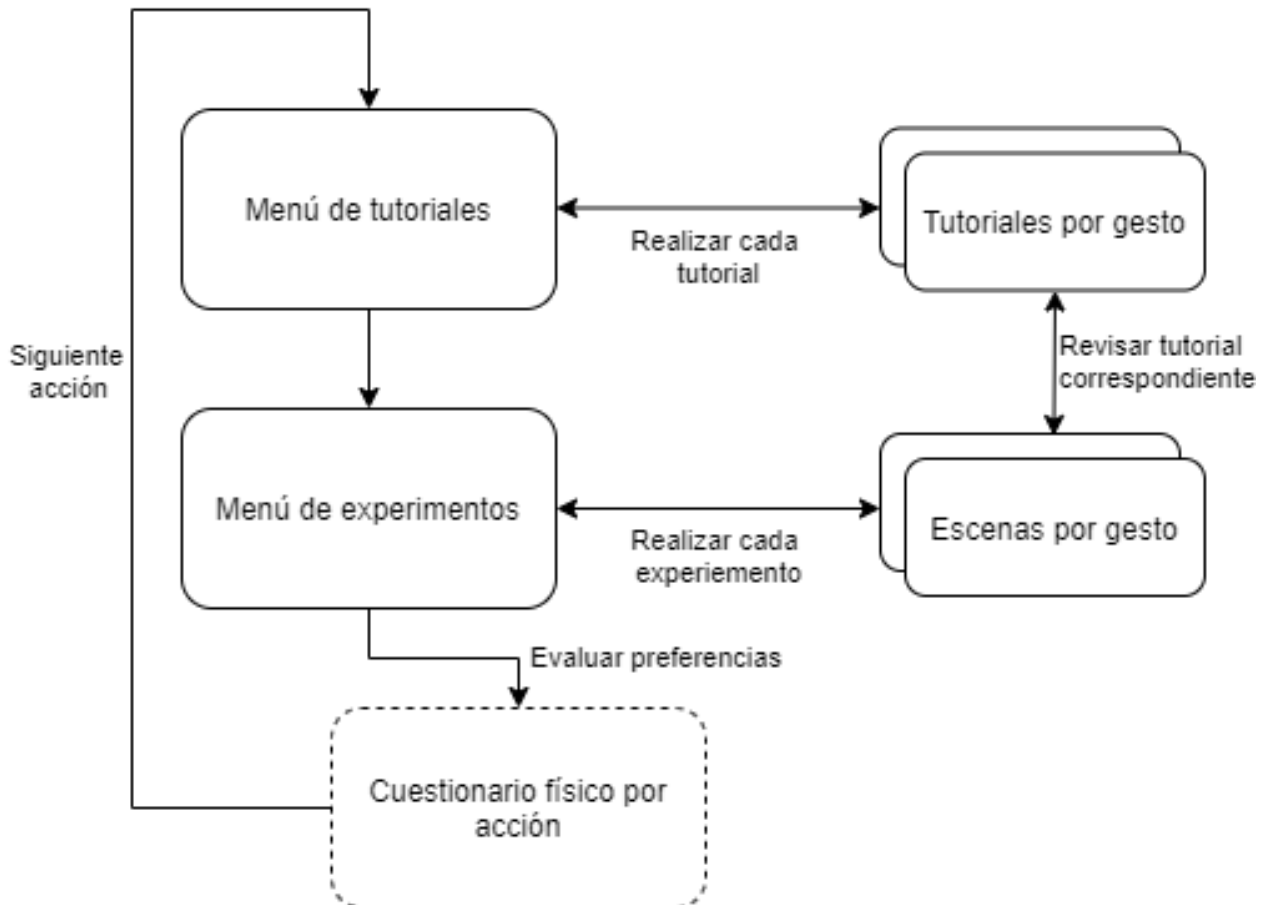 Menú de tutoriales
Realizar cada
tutorial
Tutoriales por gesto
Siguiente
acción
Revisar tutorial
correspondiente
Menú de experimentos
Realizar cada
experiemento
Escenas por gesto
Evaluar preferencias
Cuestionario físico por
acción